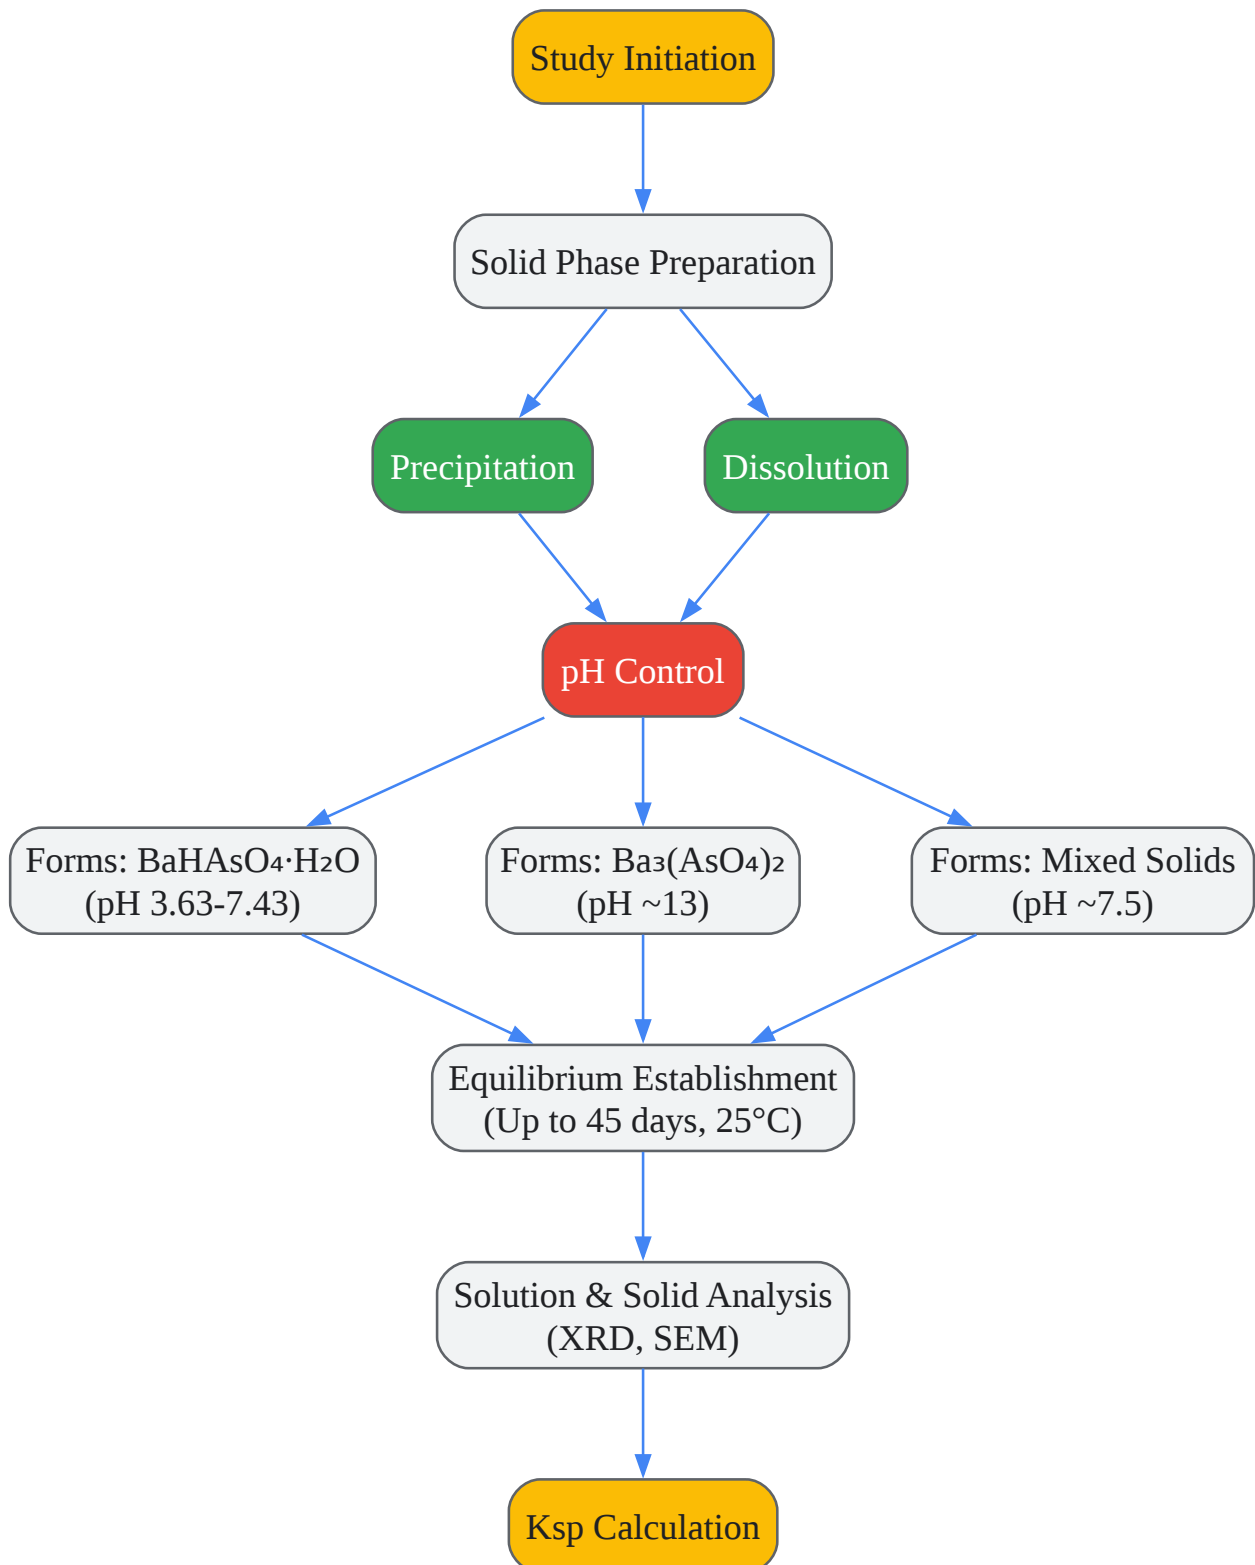 Study Initiation
Solid Phase Preparation
Precipitation
Dissolution
pH Control
Forms: BaHAsO₄·H₂O
(pH 3.63-7.43)
Forms: Ba₃(AsO₄)₂
(pH ~13)
Forms: Mixed Solids
(pH ~7.5)
Equilibrium Establishment
(Up to 45 days, 25°C)
Solution & Solid Analysis
(XRD, SEM)
Ksp Calculation